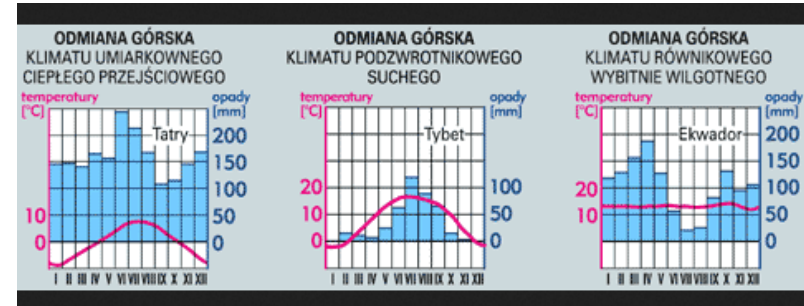 ODMIANA GÓRSKA
KLIMATU UMIARKOWNEGO
CIEPŁEGO PRZEJŚCIOWEGO
temperatury
[°C]
opady
[mm]
Tatry
200
150
100
50
0
10
0
I II III IV V VI VII VIII IX X XI XII
ODMIANA GÓRSKA
KLIMATU PODZWROTNIKOWEGO
SUCHEGO
temperatury
[°C]
opady
[mm]
Tybet
20
10
0
100
50
0
I II III IV V VI VII VIII IX X XI XII
ODMIANA GÓRSKA
KLIMATU RÓWNIKOWEGO
WYBITNIE WILGOTNEGO
temperatury
[°C]
opady
[mm]
Ekwador
20
10
200
150
100
50
0
I II III IV V VI VII VIII IX X XI XII